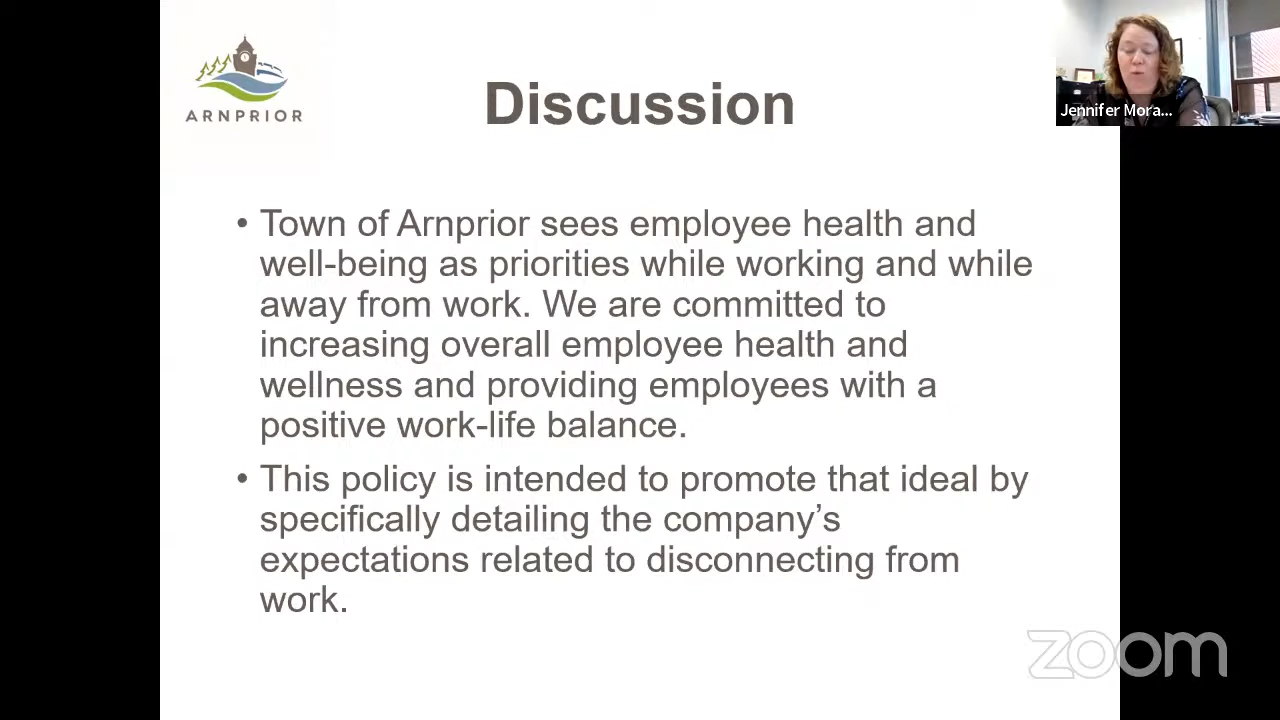 ARNPRIOR
Discussion
Jennifer Mora...
• Town of Arnprior sees employee health and
well-being as priorities while working and while
away from work. We are committed to
increasing overall employee health and
wellness and providing employees with a
positive work-life balance.
• This policy is intended to promote that ideal by
specifically detailing the company’s
expectations related to disconnecting from
work.
zoom